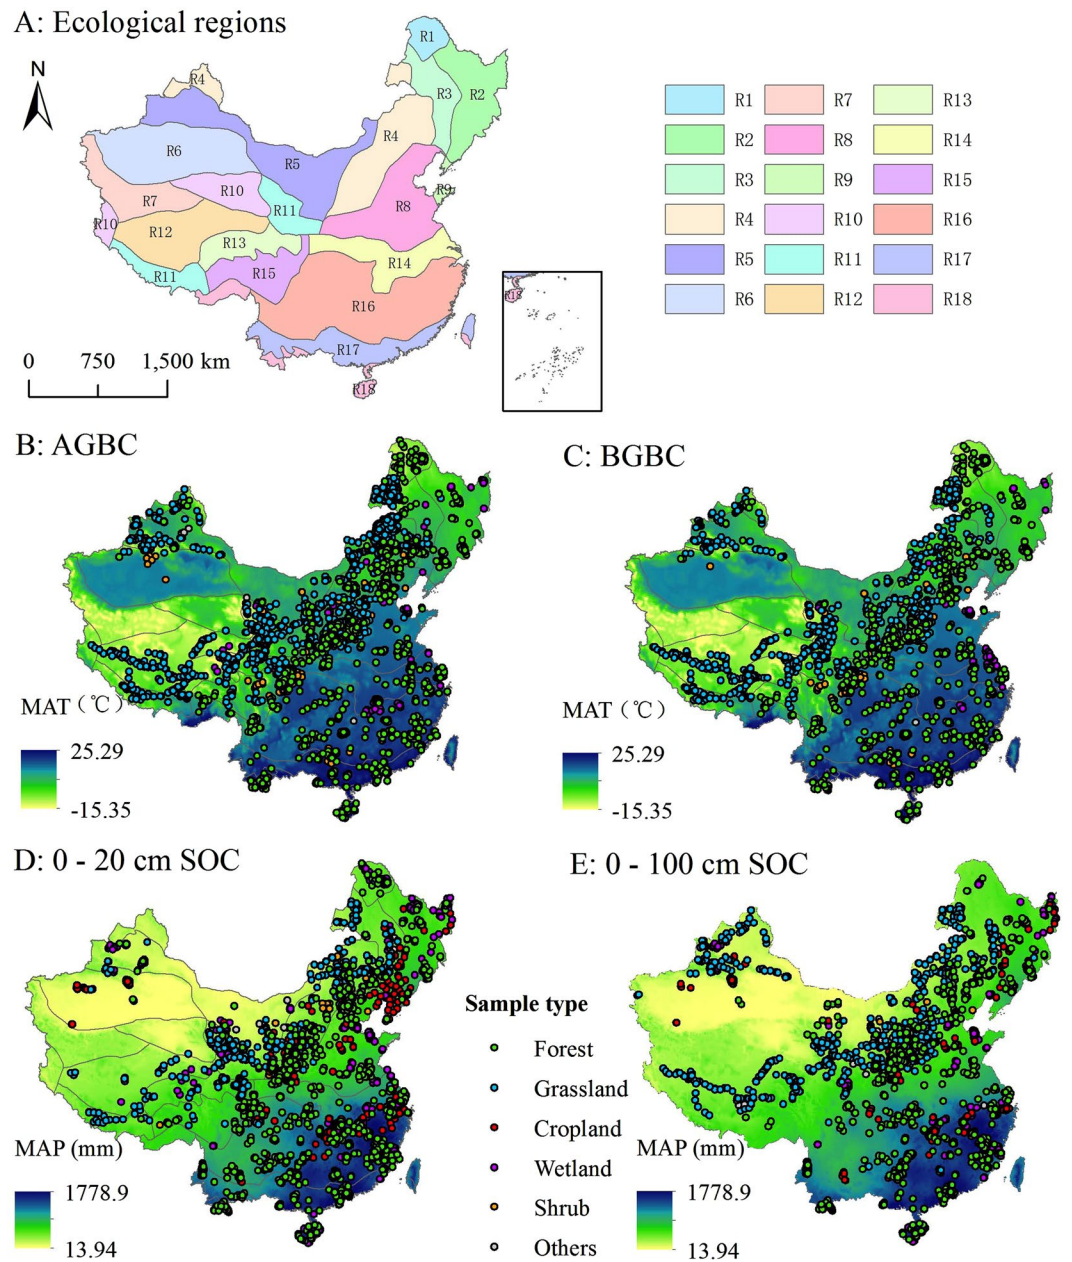 A: Ecological regions
N
R1
R4
R3
R2
R4
R6
R5
R10
R9
R7
R11
R8
R10
R12
R13
R14
R11
R15
R16
R17
R18
0 750 1,500 km
R18
R1 R7 R13
R2 R8 R14
R3 R9 R15
R4 R10 R16
R5 R11 R17
R6 R12 R18
B: AGBC
C: BGBC
MAT（℃）
25.29
-15.35
MAT（℃）
25.29
-15.35
D: 0 - 20 cm SOC
E: 0 - 100 cm SOC
Sample type
Forest
Grassland
Cropland
Wetland
Shrub
Others
MAP (mm)
1778.9
13.94
MAP (mm)
1778.9
13.94